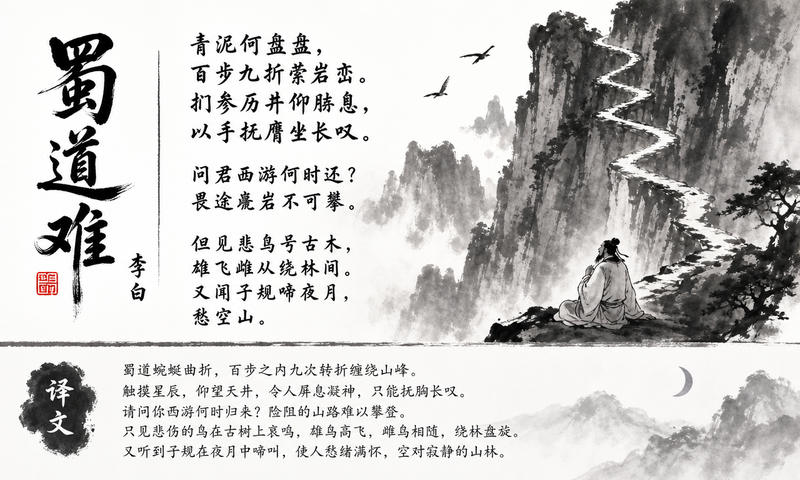 蜀道难
李白
青泥何盘盘，
百步九折萦岩峦。
扪参历井仰胁息，
以手抚膺坐长叹。
问君西游何时还？
畏途巉岩不可攀。
但见悲鸟号古木，
雄飞雌从绕林间。
又闻子规啼夜月，
愁空山。
译文
蜀道蜿蜒曲折，百步之内九次转折缠绕山峰。
触摸星辰，仰望天井，令人屏息凝神，只能抚胸长叹。
请问你西游何时归来？险阻的山路难以攀登。
只见悲伤的鸟在古树上哀鸣，雄鸟高飞，雌鸟相随，绕林盘旋。
又听到子规在夜月中啼叫，使人愁绪满怀，空对寂静的山林。